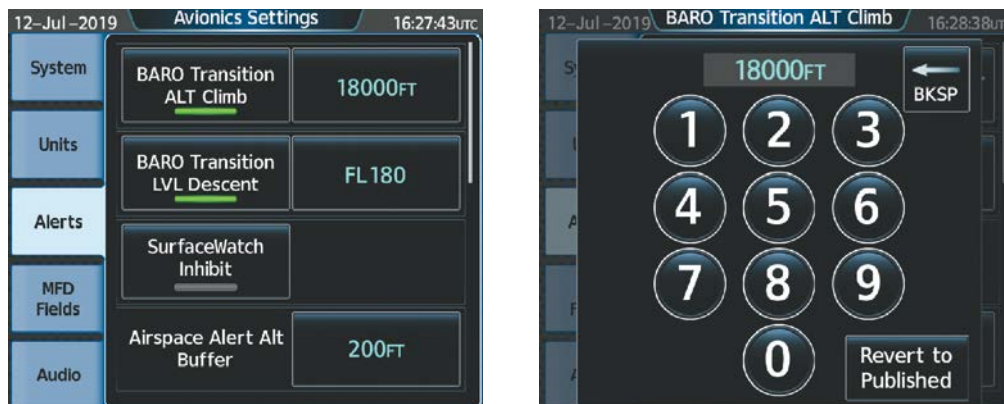 12-Jul-2019
Avionics Settings
16:27:43UTC
System
Units
Alerts
MFD
Fields
Audio
BARO Transition
ALT Climb
18000FT
BARO Transition
LVL Descent
FL180
SurfaceWatch
Inhibit
Airspace Alert Alt
Buffer
200FT
12-Jul-2019
BARO Transition ALT Climb
16:28:38
18000FT
BKSP
1 2 3
4 5 6
7 8 9
0
Revert to
Published